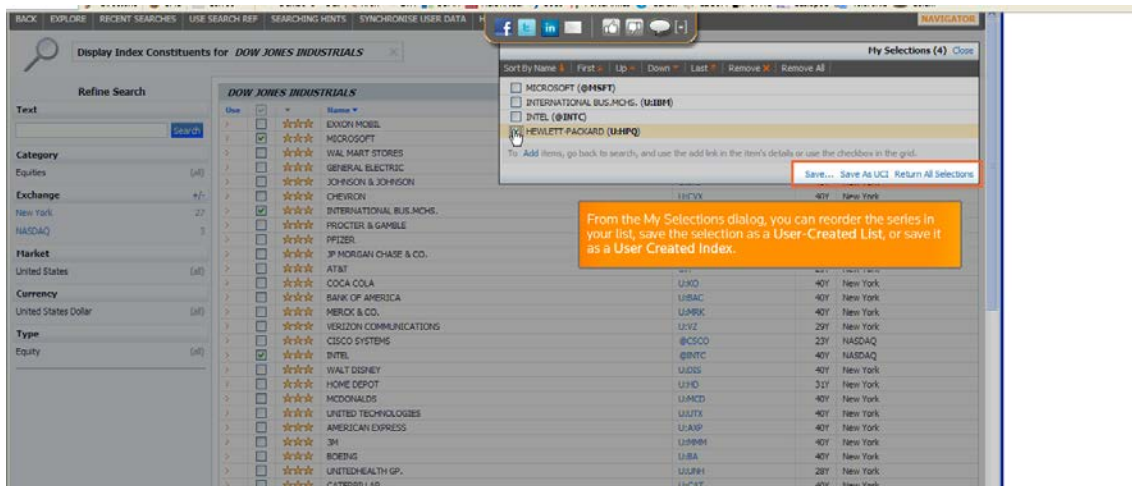 BACK EXPLORE RECENT SEARCHES USE SEARCH REF SEARCHING HINTS SYNCHRONISE USER DATA
NAVIGATOR
Display Index Constituents for DOW JONES INDUSTRIALS
My Selections (4) Close
Sort By Name First Up Down Last Remove Remove All
MICROSOFT (@MSFT)
INTERNATIONAL BUS.MCHS. (U:IBM)
INTEL (@INTC)
HEWLETT-PACKARD (U:HPQ)
To Add items, go back to search, and use the add link in the item's details or use the checkbox in the grid.
Save... Save As UCI Return All Selections
From the My Selections dialog, you can reorder the series in
your list, save the selection as a User-Created List, or save it
as a User Created Index.
Refine Search
Text
Search
Category
Equities (all)
Exchange +/-
New York 27
NASDAQ 3
Market
United States (all)
Currency
United States Dollar (all)
Type
Equity (all)
DOW JONES INDUSTRIALS
Use Name
EXXON MOBIL
MICROSOFT
WAL MART STORES
GENERAL ELECTRIC
JOHNSON & JOHNSON
CHEVRON U:CVX 40Y New York
INTERNATIONAL BUS.MCHS.
PROCTER & GAMBLE
PFIZER
JP MORGAN CHASE & CO.
AT&T
COCA COLA U:KO 40Y New York
BANK OF AMERICA U:BAC 40Y New York
MERCK & CO. U:MRK 40Y New York
VERIZON COMMUNICATIONS U:VZ 29Y New York
CISCO SYSTEMS @CSCO 23Y NASDAQ
INTEL @INTC 40Y NASDAQ
WALT DISNEY U:DIS 40Y New York
HOME DEPOT U:HD 31Y New York
MCDONALDS U:MCD 40Y New York
UNITED TECHNOLOGIES U:UTX 40Y New York
AMERICAN EXPRESS U:AXP 40Y New York
3M U:MMM 40Y New York
BOEING U:BA 40Y New York
UNITEDHEALTH GP. U:UNH 28Y New York
CATERPILLAR U:CAT 40Y New York